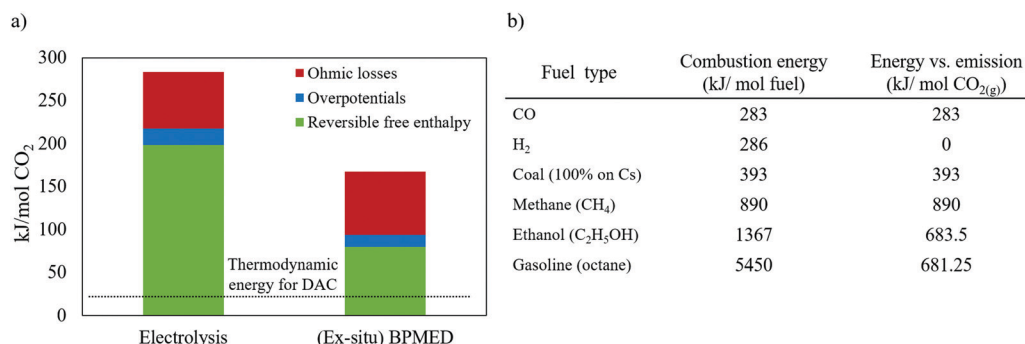 a)
300
250
200
150
100
50
0
kJ/mol CO2
Ohmic losses
Overpotentials
Reversible free enthalpy
Thermodynamic
energy for DAC
Electrolysis
(Ex-situ) BPMED
b)
Fuel type Combustion energy (kJ/ mol fuel) Energy vs. emission (kJ/ mol CO2(g))
CO 283 283
H2 286 0
Coal (100% on Cs) 393 393
Methane (CH4) 890 890
Ethanol (C2H5OH) 1367 683.5
Gasoline (octane) 5450 681.25